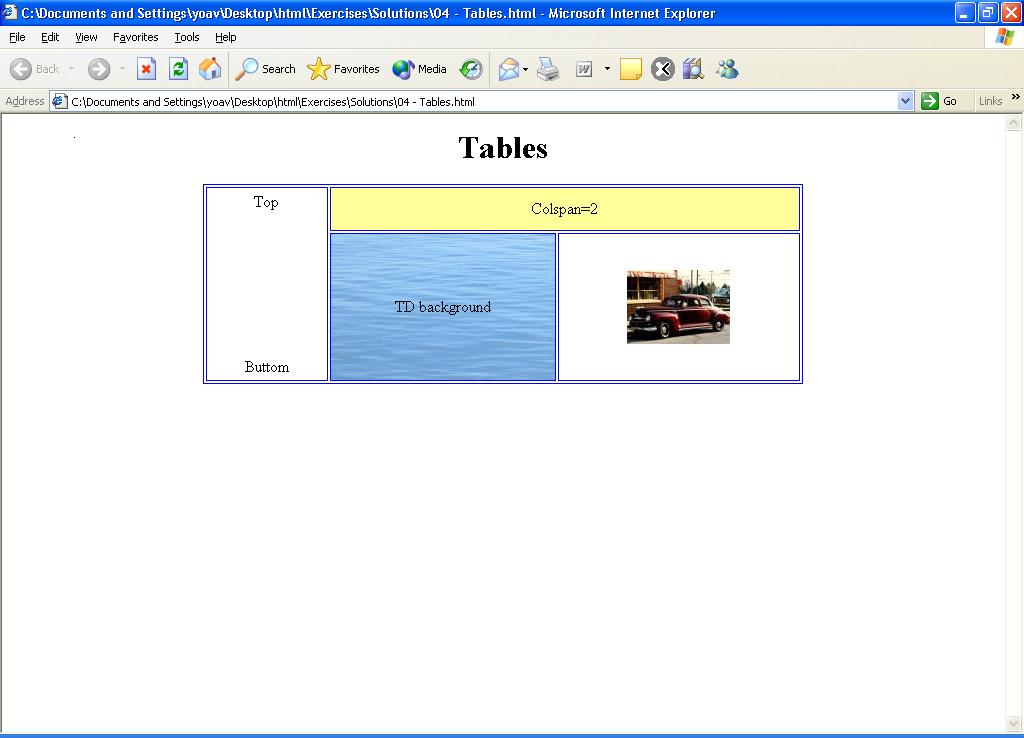 C:\Documents and Settings\yoav\Desktop\html\Exercises\Solutions\04 - Tables.html - Microsoft Internet Explorer
File Edit View Favorites Tools Help
Back Search Favorites Media
Address C:\Documents and Settings\yoav\Desktop\html\Exercises\Solutions\04 - Tables.html Go Links »
Tables
Top
Colspan=2
TD background
Buttom